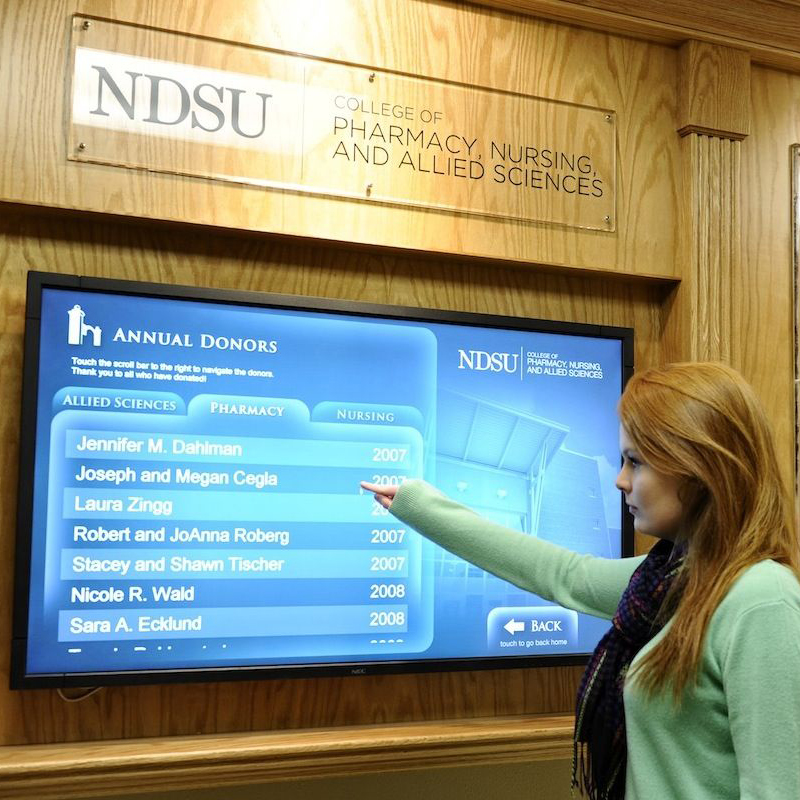 NDSU
COLLEGE OF
PHARMACY, NURSING,
AND ALLIED SCIENCES
ANNUAL DONORS
Touch the scroll bar to the right to navigate the donors.
Thank you to all who have donated!
NDSU
COLLEGE OF
PHARMACY, NURSING,
AND ALLIED SCIENCES
ALLIED SCIENCES PHARMACY NURSING
Jennifer M. Dahlman 2007
Joseph and Megan Cegla 2007
Laura Zingg
Robert and JoAnna Roberg 2007
Stacey and Shawn Tischer 2007
Nicole R. Wald 2008
Sara A. Ecklund 2008
BACK
touch to go back home
NEC